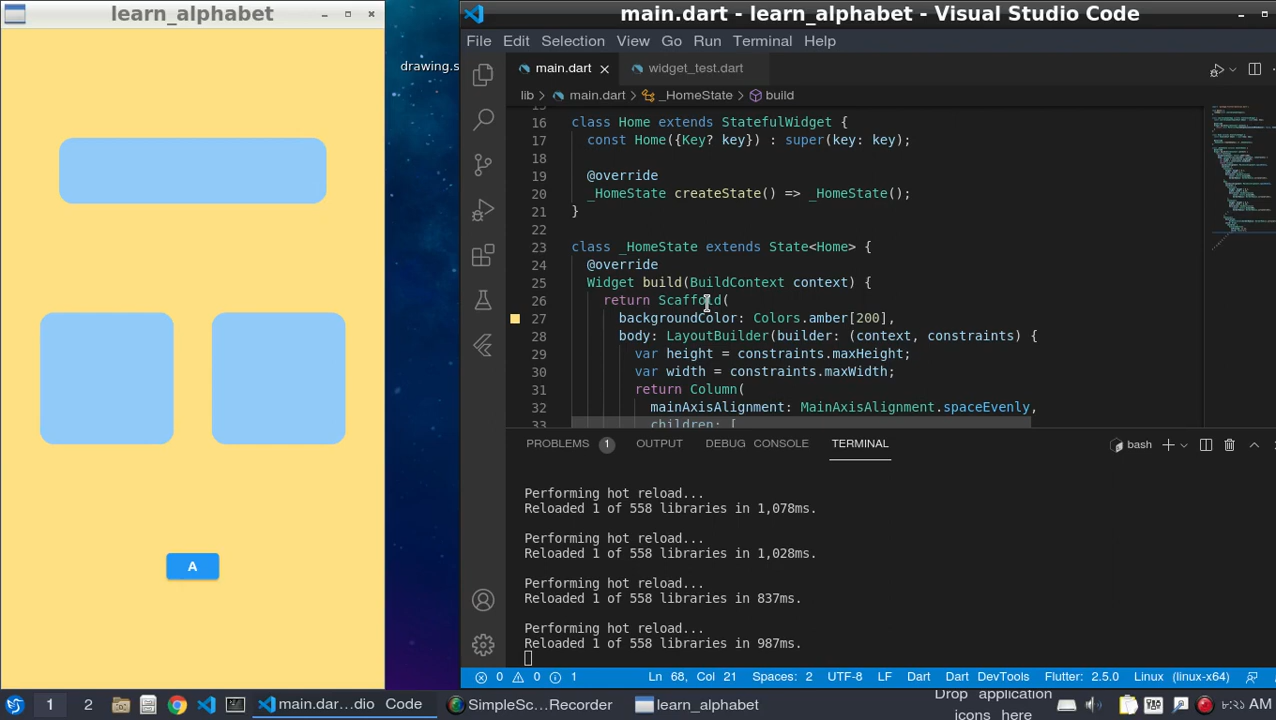 learn_alphabet
A
drawing.s
main.dart - learn_alphabet - Visual Studio Code
File Edit Selection View Go Run Terminal Help
main.dart widget_test.dart
lib > main.dart > _HomeState > build
15
16 class Home extends StatefulWidget {
17 const Home({Key? key}) : super(key: key);
18
19 @override
20 _HomeState createState() => _HomeState();
21 }
22
23 class _HomeState extends State<Home> {
24 @override
25 Widget build(BuildContext context) {
26 return Scaffold(
27 backgroundColor: Colors.amber[200],
28 body: LayoutBuilder(builder: (context, constraints) {
29 var height = constraints.maxHeight;
30 var width = constraints.maxWidth;
31 return Column(
32 mainAxisAlignment: MainAxisAlignment.spaceEvenly,
33 children: [
PROBLEMS 1 OUTPUT DEBUG CONSOLE TERMINAL bash
Performing hot reload...
Reloaded 1 of 558 libraries in 1,078ms.
Performing hot reload...
Reloaded 1 of 558 libraries in 1,028ms.
Performing hot reload...
Reloaded 1 of 558 libraries in 837ms.
Performing hot reload...
Reloaded 1 of 558 libraries in 987ms.
0 0 1 Ln 68, Col 21 Spaces: 2 UTF-8 LF Dart Dart DevTools Flutter: 2.5.0 Linux (linux-x64)
1 2 main.dar...dio Code SimpleSc...Recorder learn_alphabet Drop application icons here AM